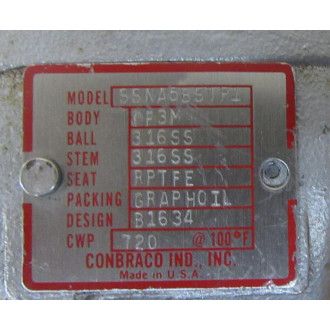 MODEL
BODY CF3M
BALL 316SS
STEM 316SS
SEAT RPTFE
PACKING GRAPHOIL
DESIGN B1634
CWP 720 @ 100°F
CONBRACO IND., INC.
Made in U.S.A.